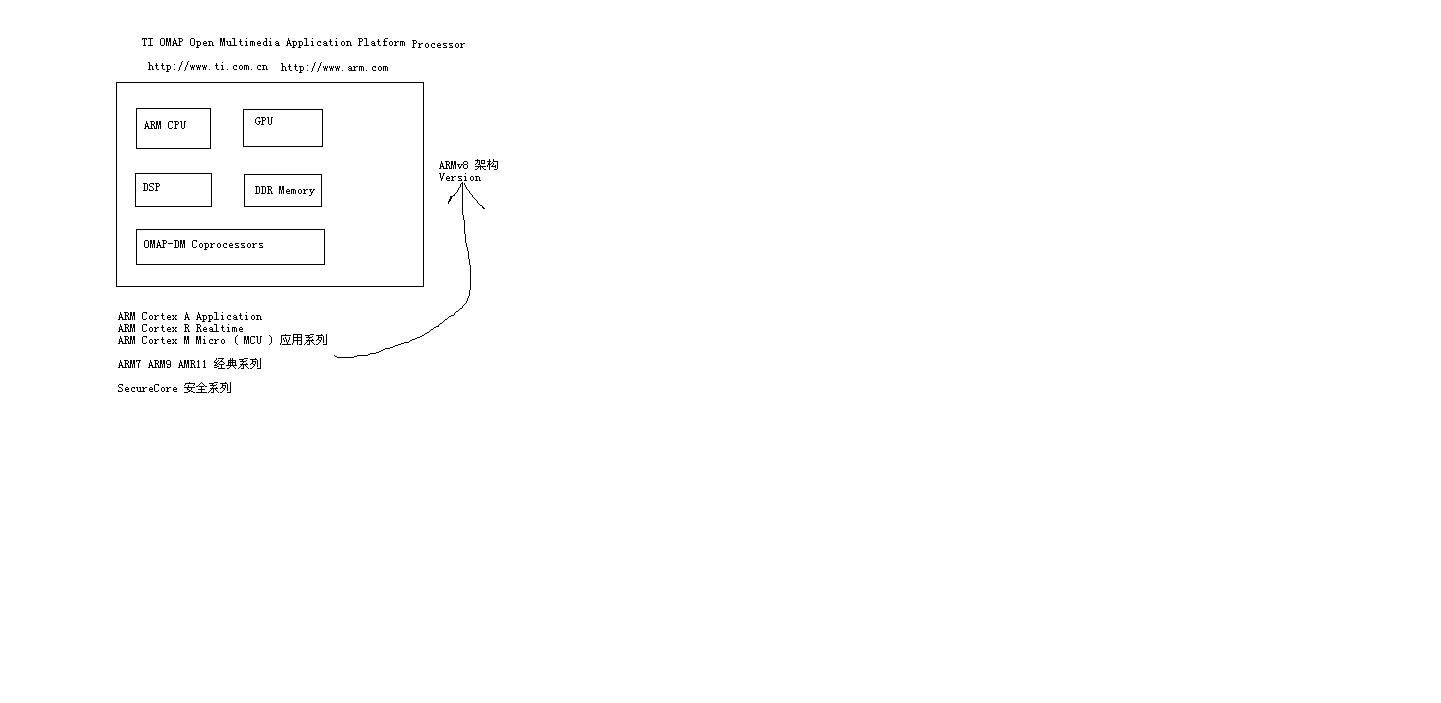 TI OMAP Open Multimedia Application Platform Processor
http://www.ti.com.cn http://www.arm.com
ARM CPU
GPU
DSP
DDR Memory
OMAP-DM Coprocessors
ARMv8 架构
Version
ARM Cortex A Application
ARM Cortex R Realtime
ARM Cortex M Micro ( MCU ) 应用系列
ARM7 ARM9 AMR11 经典系列
SecureCore 安全系列